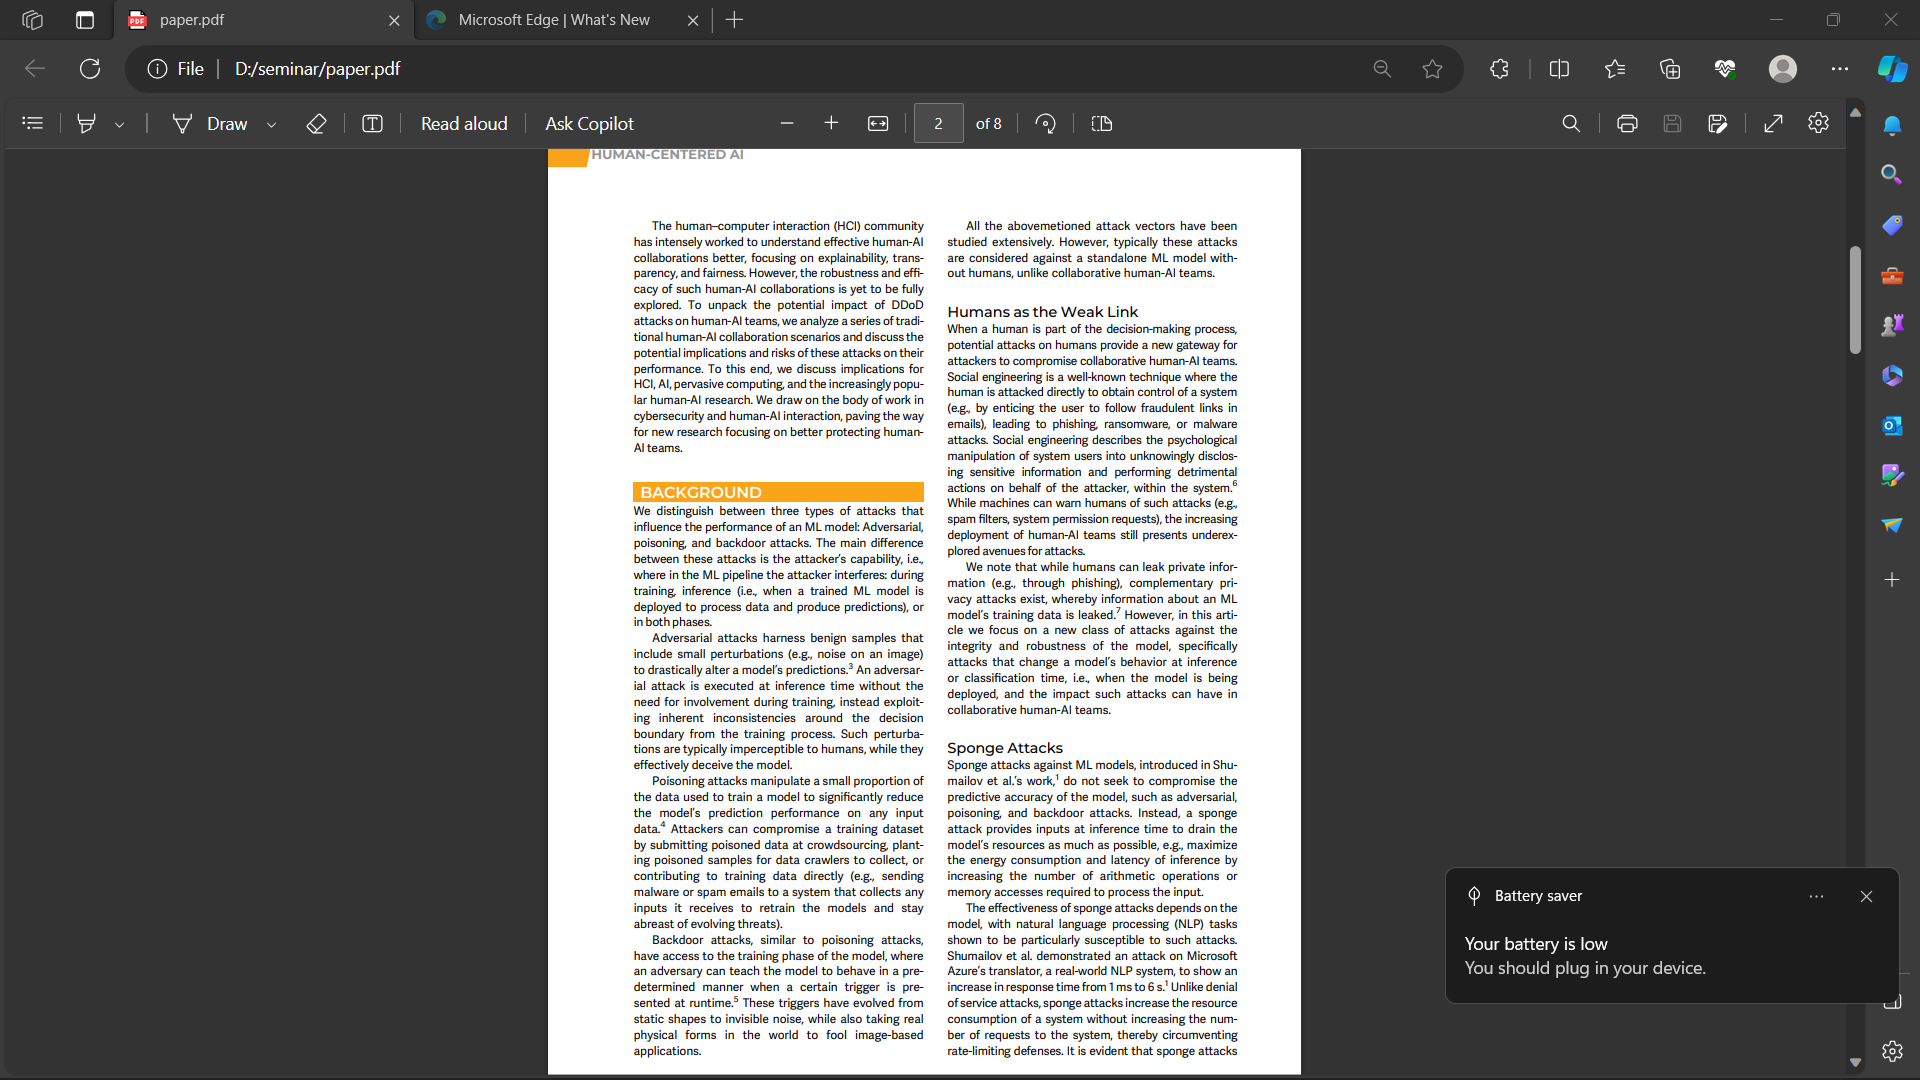 paper.pdf
Microsoft Edge | What's New
File
D:/seminar/paper.pdf
Draw
Read aloud
Ask Copilot
2
of 8
HUMAN-CENTERED AI
The human–computer interaction (HCI) community
has intensely worked to understand effective human-AI
collaborations better, focusing on explainability, trans-
parency, and fairness. However, the robustness and effi-
cacy of such human-AI collaborations is yet to be fully
explored. To unpack the potential impact of DDoD
attacks on human-AI teams, we analyze a series of tradi-
tional human-AI collaboration scenarios and discuss the
potential implications and risks of these attacks on their
performance. To this end, we discuss implications for
HCI, AI, pervasive computing, and the increasingly popu-
lar human-AI research. We draw on the body of work in
cybersecurity and human-AI interaction, paving the way
for new research focusing on better protecting human-
AI teams.
BACKGROUND
We distinguish between three types of attacks that
influence the performance of an ML model: Adversarial,
poisoning, and backdoor attacks. The main difference
between these attacks is the attacker's capability, i.e.,
where in the ML pipeline the attacker interferes: during
training, inference (i.e., when a trained ML model is
deployed to process data and produce predictions), or
in both phases.
Adversarial attacks harness benign samples that
include small perturbations (e.g., noise on an image)
to drastically alter a model's predictions.3 An adversar-
ial attack is executed at inference time without the
need for involvement during training, instead exploit-
ing inherent inconsistencies around the decision
boundary from the training process. Such perturba-
tions are typically imperceptible to humans, while they
effectively deceive the model.
Poisoning attacks manipulate a small proportion of
the data used to train a model to significantly reduce
the model's prediction performance on any input
data.4 Attackers can compromise a training dataset
by submitting poisoned data at crowdsourcing, plant-
ing poisoned samples for data crawlers to collect, or
contributing to training data directly (e.g., sending
malware or spam emails to a system that collects any
inputs it receives to retrain the models and stay
abreast of evolving threats).
Backdoor attacks, similar to poisoning attacks,
have access to the training phase of the model, where
an adversary can teach the model to behave in a pre-
determined manner when a certain trigger is pre-
sented at runtime.5 These triggers have evolved from
static shapes to invisible noise, while also taking real
physical forms in the world to fool image-based
applications.
All the abovemetioned attack vectors have been
studied extensively. However, typically these attacks
are considered against a standalone ML model with-
out humans, unlike collaborative human-AI teams.
Humans as the Weak Link
When a human is part of the decision-making process,
potential attacks on humans provide a new gateway for
attackers to compromise collaborative human-AI teams.
Social engineering is a well-known technique where the
human is attacked directly to obtain control of a system
(e.g., by enticing the user to follow fraudulent links in
emails), leading to phishing, ransomware, or malware
attacks. Social engineering describes the psychological
manipulation of system users into unknowingly disclos-
ing sensitive information and performing detrimental
actions on behalf of the attacker, within the system.6
While machines can warn humans of such attacks (e.g.,
spam filters, system permission requests), the increasing
deployment of human-AI teams still presents underex-
plored avenues for attacks.
We note that while humans can leak private infor-
mation (e.g., through phishing), complementary pri-
vacy attacks exist, whereby information about an ML
model's training data is leaked.7 However, in this arti-
cle we focus on a new class of attacks against the
integrity and robustness of the model, specifically
attacks that change a model's behavior at inference
or classification time, i.e., when the model is being
deployed, and the impact such attacks can have in
collaborative human-AI teams.
Sponge Attacks
Sponge attacks against ML models, introduced in Shu-
mailov et al.'s work,1 do not seek to compromise the
predictive accuracy of the model, such as adversarial,
poisoning, and backdoor attacks. Instead, a sponge
attack provides inputs at inference time to drain the
model's resources as much as possible, e.g., maximize
the energy consumption and latency of inference by
increasing the number of arithmetic operations or
memory accesses required to process the input.
The effectiveness of sponge attacks depends on the
model, with natural language processing (NLP) tasks
shown to be particularly susceptible to such attacks.
Shumailov et al. demonstrated an attack on Microsoft
Azure's translator, a real-world NLP system, to show an
increase in response time from 1 ms to 6 s.1 Unlike denial
of service attacks, sponge attacks increase the resource
consumption of a system without increasing the num-
ber of requests to the system, thereby circumventing
rate-limiting defenses. It is evident that sponge attacks
Battery saver
Your battery is low
You should plug in your device.